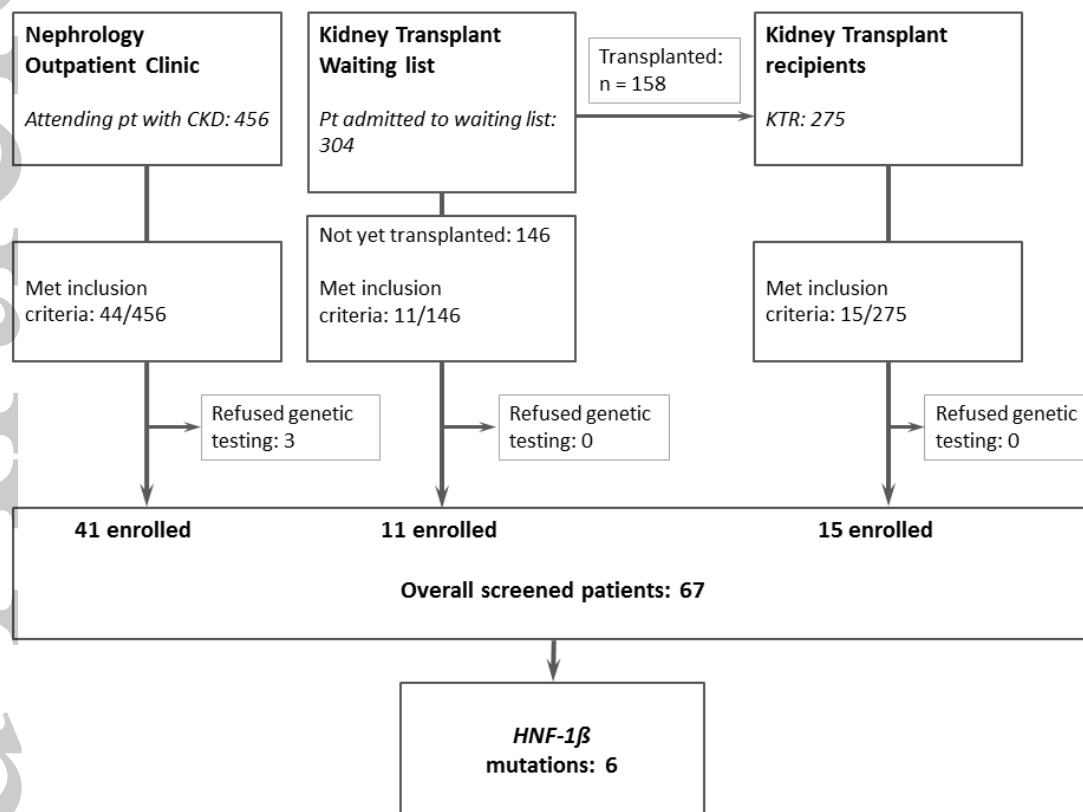 Nephrology
Outpatient Clinic
Attending pt with CKD: 456
Kidney Transplant
Waiting list
Pt admitted to waiting list:
304
Transplanted:
n = 158
Kidney Transplant
recipients
KTR: 275
Met inclusion
criteria: 44/456
Not yet transplanted: 146
Met inclusion
criteria: 11/146
Met inclusion
criteria: 15/275
Refused genetic
testing: 3
Refused genetic
testing: 0
Refused genetic
testing: 0
41 enrolled
11 enrolled
15 enrolled
Overall screened patients: 67
HNF-1ß
mutations: 6